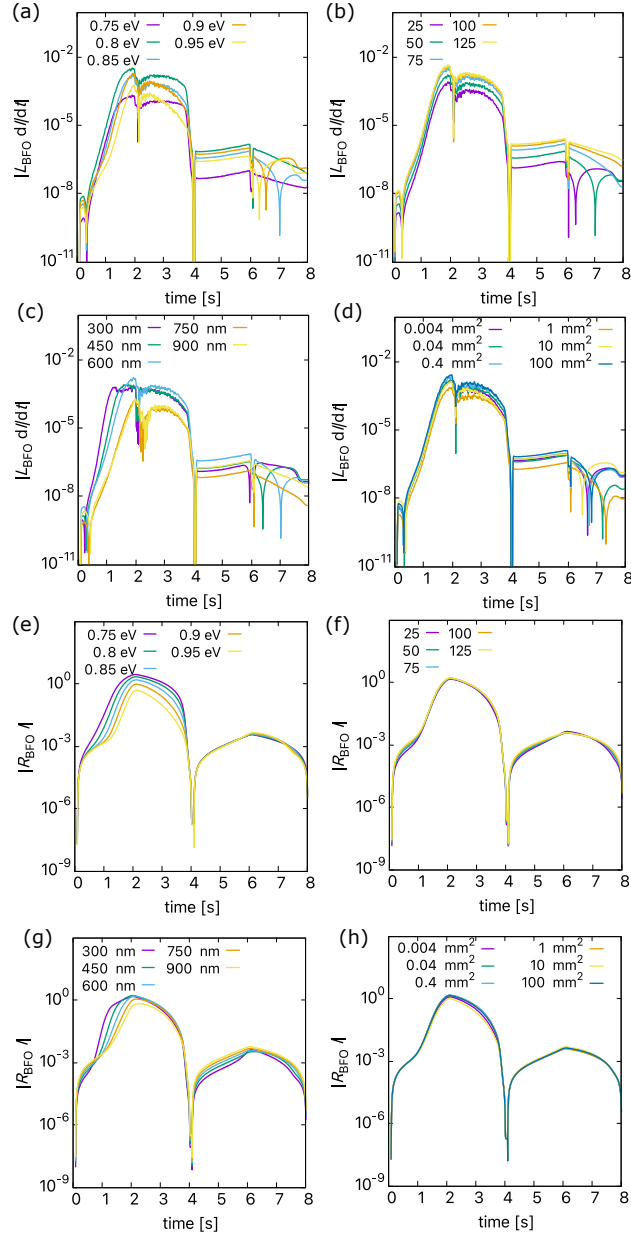 (a)
0.75 eV 0.9 eV
0.8 eV 0.95 eV
0.85 eV
10^-2
10^-5
10^-8
10^-11
|L_BFO dI/dt|
0 1 2 3 4 5 6 7 8
time [s]
(b)
25 100
50 125
75
10^-2
10^-5
10^-8
10^-11
|L_BFO dI/dt|
0 1 2 3 4 5 6 7 8
time [s]
(c)
300 nm 750 nm
450 nm 900 nm
600 nm
10^-2
10^-5
10^-8
10^-11
|L_BFO dI/dt|
0 1 2 3 4 5 6 7 8
time [s]
(d)
0.004 mm^2 1 mm^2
0.04 mm^2 10 mm^2
0.4 mm^2 100 mm^2
10^-2
10^-5
10^-8
10^-11
|L_BFO dI/dt|
0 1 2 3 4 5 6 7 8
time [s]
(e)
0.75 eV 0.9 eV
0.8 eV 0.95 eV
0.85 eV
10^0
10^-3
10^-6
10^-9
|R_BFO I|
0 1 2 3 4 5 6 7 8
time [s]
(f)
25 100
50 125
75
10^0
10^-3
10^-6
10^-9
|R_BFO I|
0 1 2 3 4 5 6 7 8
time [s]
(g)
300 nm 750 nm
450 nm 900 nm
600 nm
10^0
10^-3
10^-6
10^-9
|R_BFO I|
0 1 2 3 4 5 6 7 8
time [s]
(h)
0.004 mm^2 1 mm^2
0.04 mm^2 10 mm^2
0.4 mm^2 100 mm^2
10^0
10^-3
10^-6
10^-9
|R_BFO I|
0 1 2 3 4 5 6 7 8
time [s]